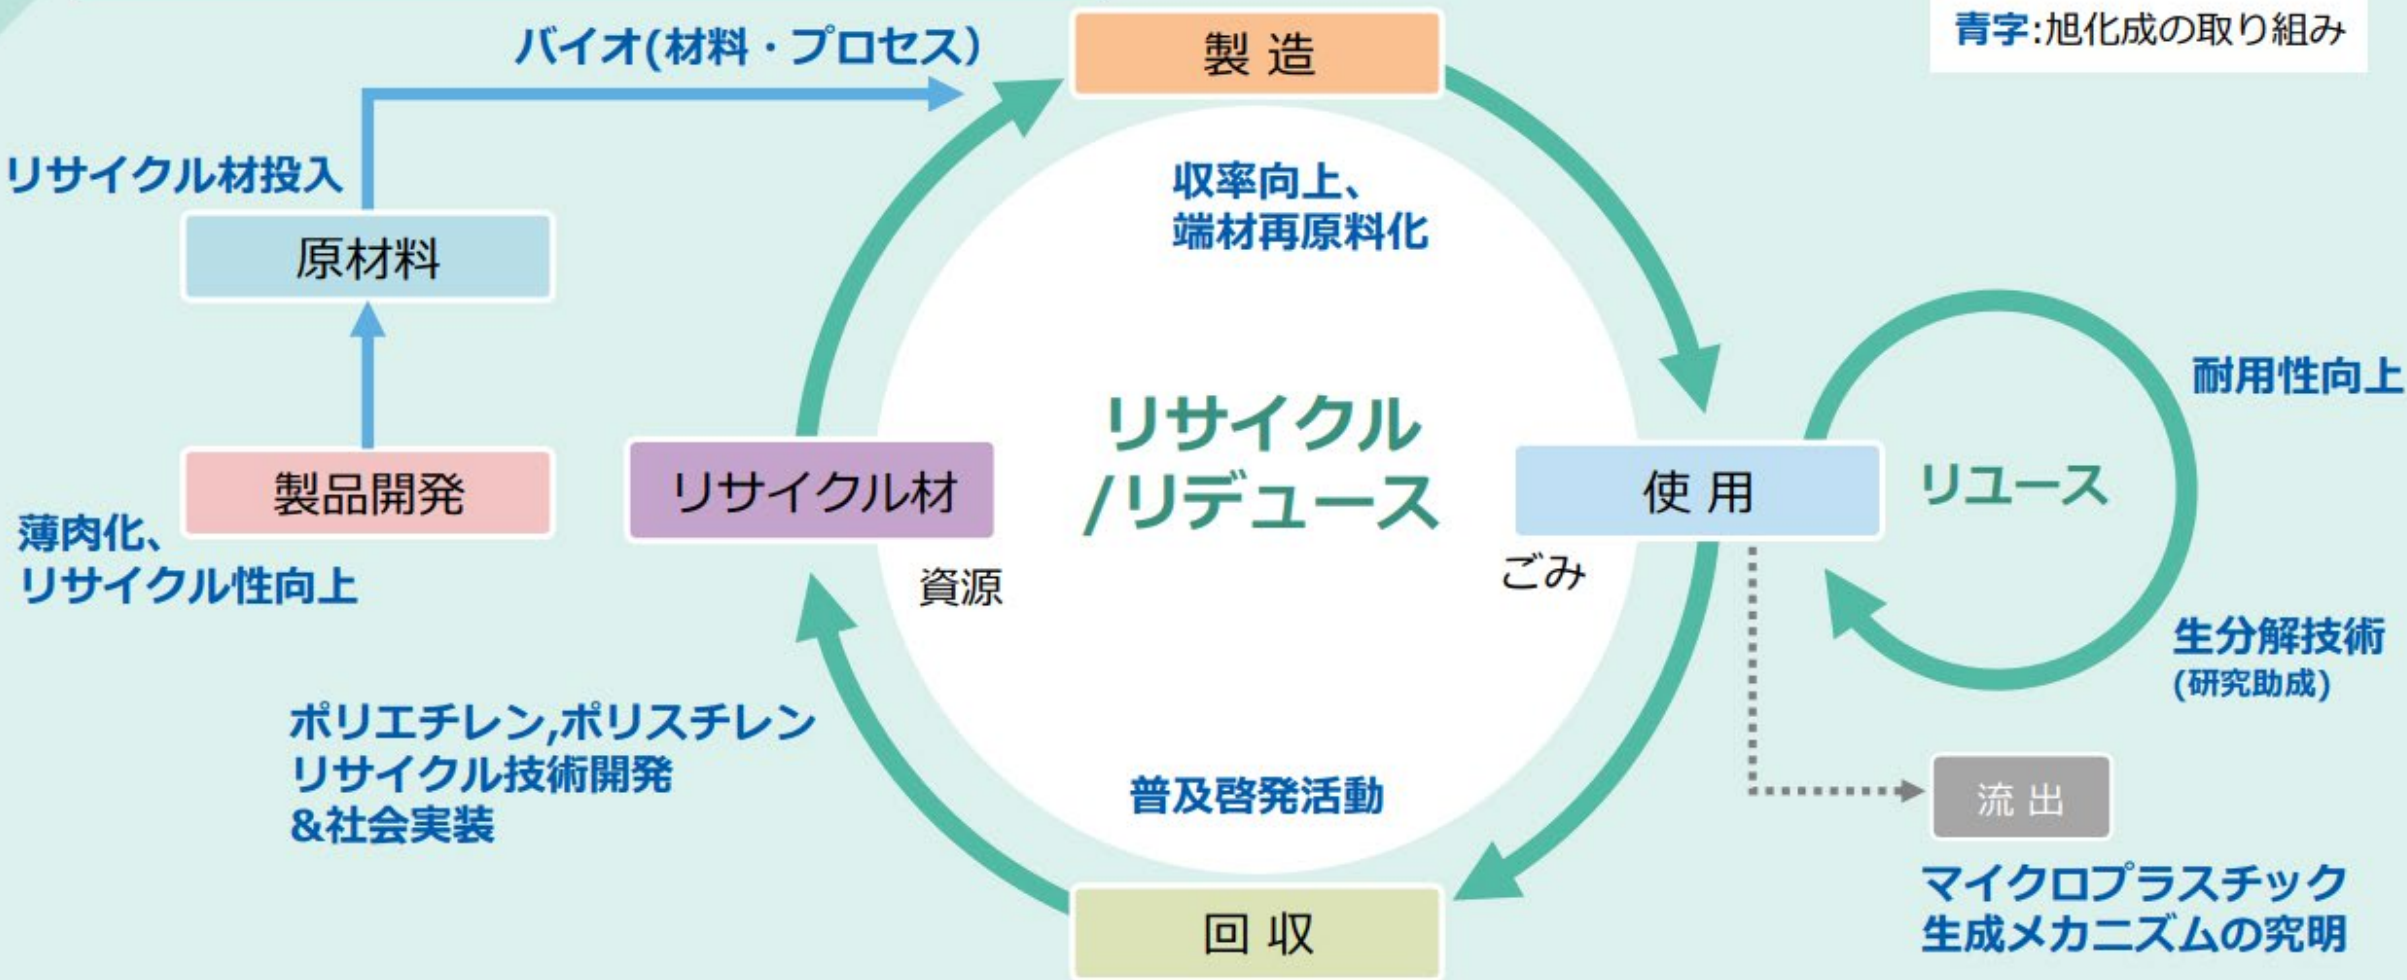 バイオ(材料・プロセス）
製 造
青字:旭化成の取り組み
リサイクル材投入
原材料
収率向上、
端材再原料化
製品開発
薄肉化、
リサイクル性向上
リサイクル材
資源
リサイクル
/リデュース
使 用
ごみ
リユース
耐用性向上
生分解技術
(研究助成)
ポリエチレン,ポリスチレン
リサイクル技術開発
&社会実装
普及啓発活動
流 出
マイクロプラスチック
生成メカニズムの究明
回 収